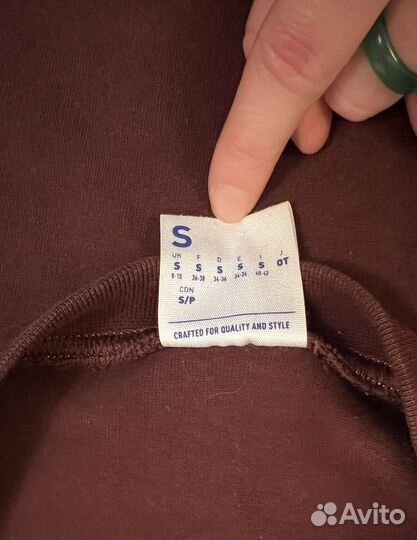 S
UK F D E I J
S S S S S OT
8-10 36-38 34-36 34-36 40-42
CDN
S/P
CRAFTED FOR QUALITY AND STYLE
Avito